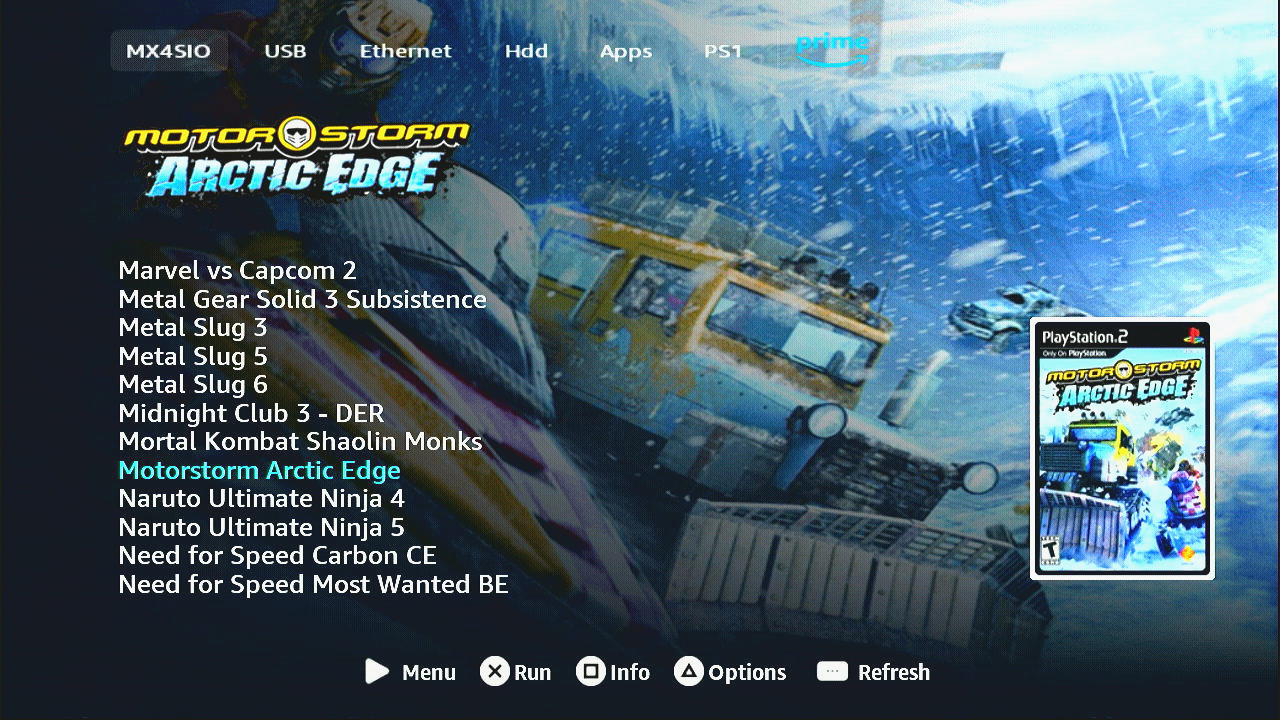 MX4SIO USB Ethernet Hdd Apps PS1 prime
MOTORSTORM
ARCTIC EDGE
Marvel vs Capcom 2
Metal Gear Solid 3 Subsistence
Metal Slug 3
Metal Slug 5
Metal Slug 6
Midnight Club 3 - DER
Mortal Kombat Shaolin Monks
Motorstorm Arctic Edge
Naruto Ultimate Ninja 4
Naruto Ultimate Ninja 5
Need for Speed Carbon CE
Need for Speed Most Wanted BE
PlayStation.2
Only On PlayStation.
MOTORSTORM
ARCTIC EDGE
T
Menu Run Info Options Refresh